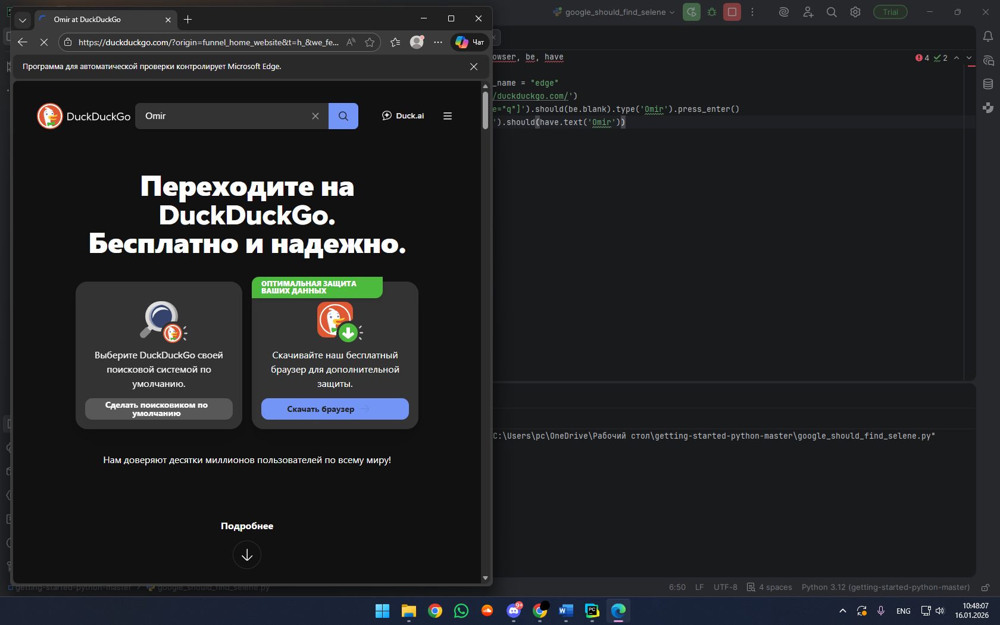 Omir at DuckDuckGo
https://duckduckgo.com/?origin=funnel_home_website&t=h_&we_fe...
Чат
Программа для автоматической проверки контролирует Microsoft Edge.
DuckDuckGo
Omir
Duck.ai
Переходите на
DuckDuckGo.
Бесплатно и надежно.
ОПТИМАЛЬНАЯ ЗАЩИТА
ВАШИХ ДАННЫХ
Выберите DuckDuckGo своей
поисковой системой по
умолчанию.
Сделать поисковиком по
умолчанию
Скачивайте наш бесплатный
браузер для дополнительной
защиты.
Скачать браузер
Нам доверяют десятки миллионов пользователей по всему миру!
Подробнее
google_should_find_selene
Trial
owser, be, have
4 2
_name = "edge"
/duckduckgo.com/')
e="q"]').should(be.blank).type('Omir').press_enter()
').should(have.text('Omir'))
C:\Users\pc\OneDrive\Рабочий стол\getting-started-python-master\google_should_find_selene.py"
getting-started-python-master > google_should_find_selene.py
6:50 LF UTF-8 4 spaces Python 3.12 (getting-started-python-master)
9+
W
PC
ENG
10:48:07
16.01.2026